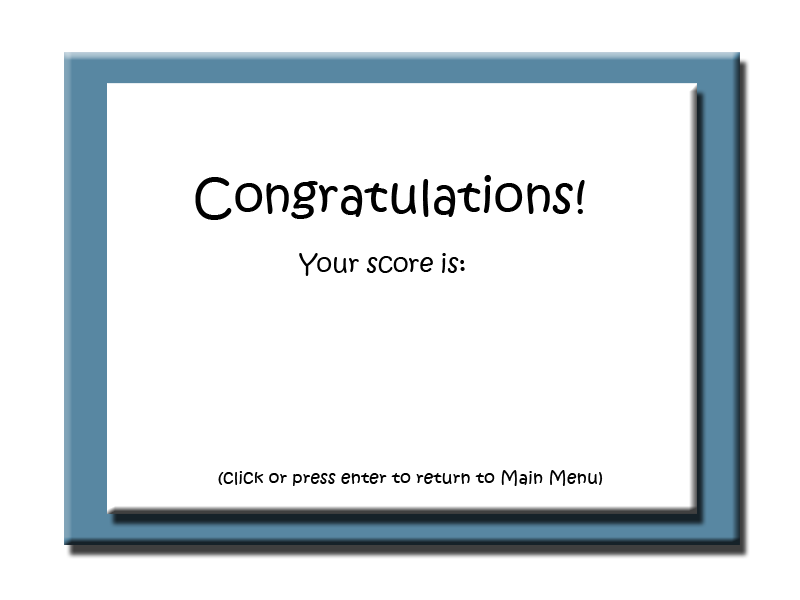 Congratulations!
Your score is:
(click or press enter to return to Main Menu)